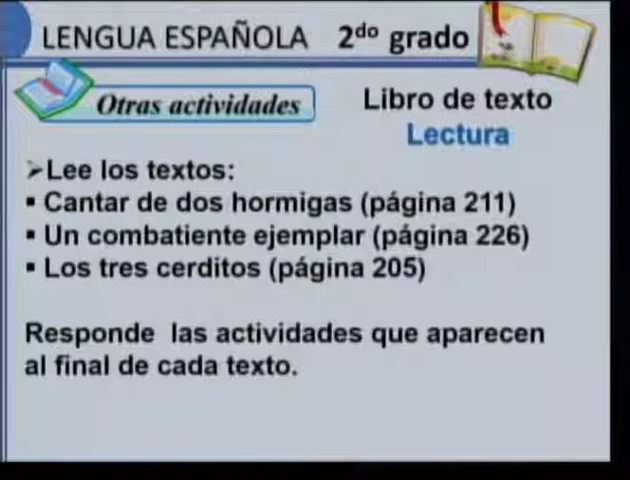 LENGUA ESPAÑOLA 2do grado
Otras actividades
Libro de texto
Lectura
➢Lee los textos:
▪ Cantar de dos hormigas (página 211)
▪ Un combatiente ejemplar (página 226)
▪ Los tres cerditos (página 205)
Responde las actividades que aparecen
al final de cada texto.